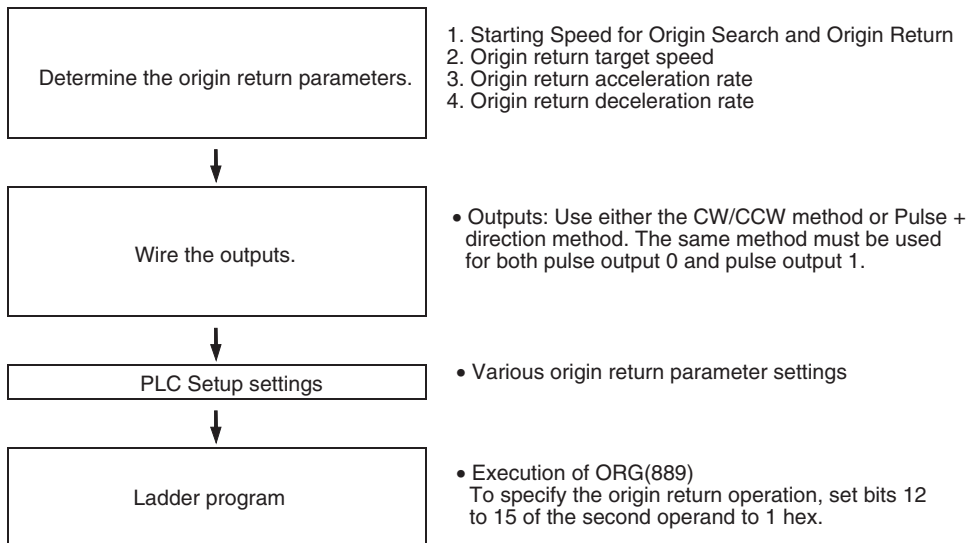 Determine the origin return parameters.
1. Starting Speed for Origin Search and Origin Return
2. Origin return target speed
3. Origin return acceleration rate
4. Origin return deceleration rate
Wire the outputs.
• Outputs: Use either the CW/CCW method or Pulse +
direction method. The same method must be used
for both pulse output 0 and pulse output 1.
PLC Setup settings
• Various origin return parameter settings
Ladder program
• Execution of ORG(889)
To specify the origin return operation, set bits 12
to 15 of the second operand to 1 hex.